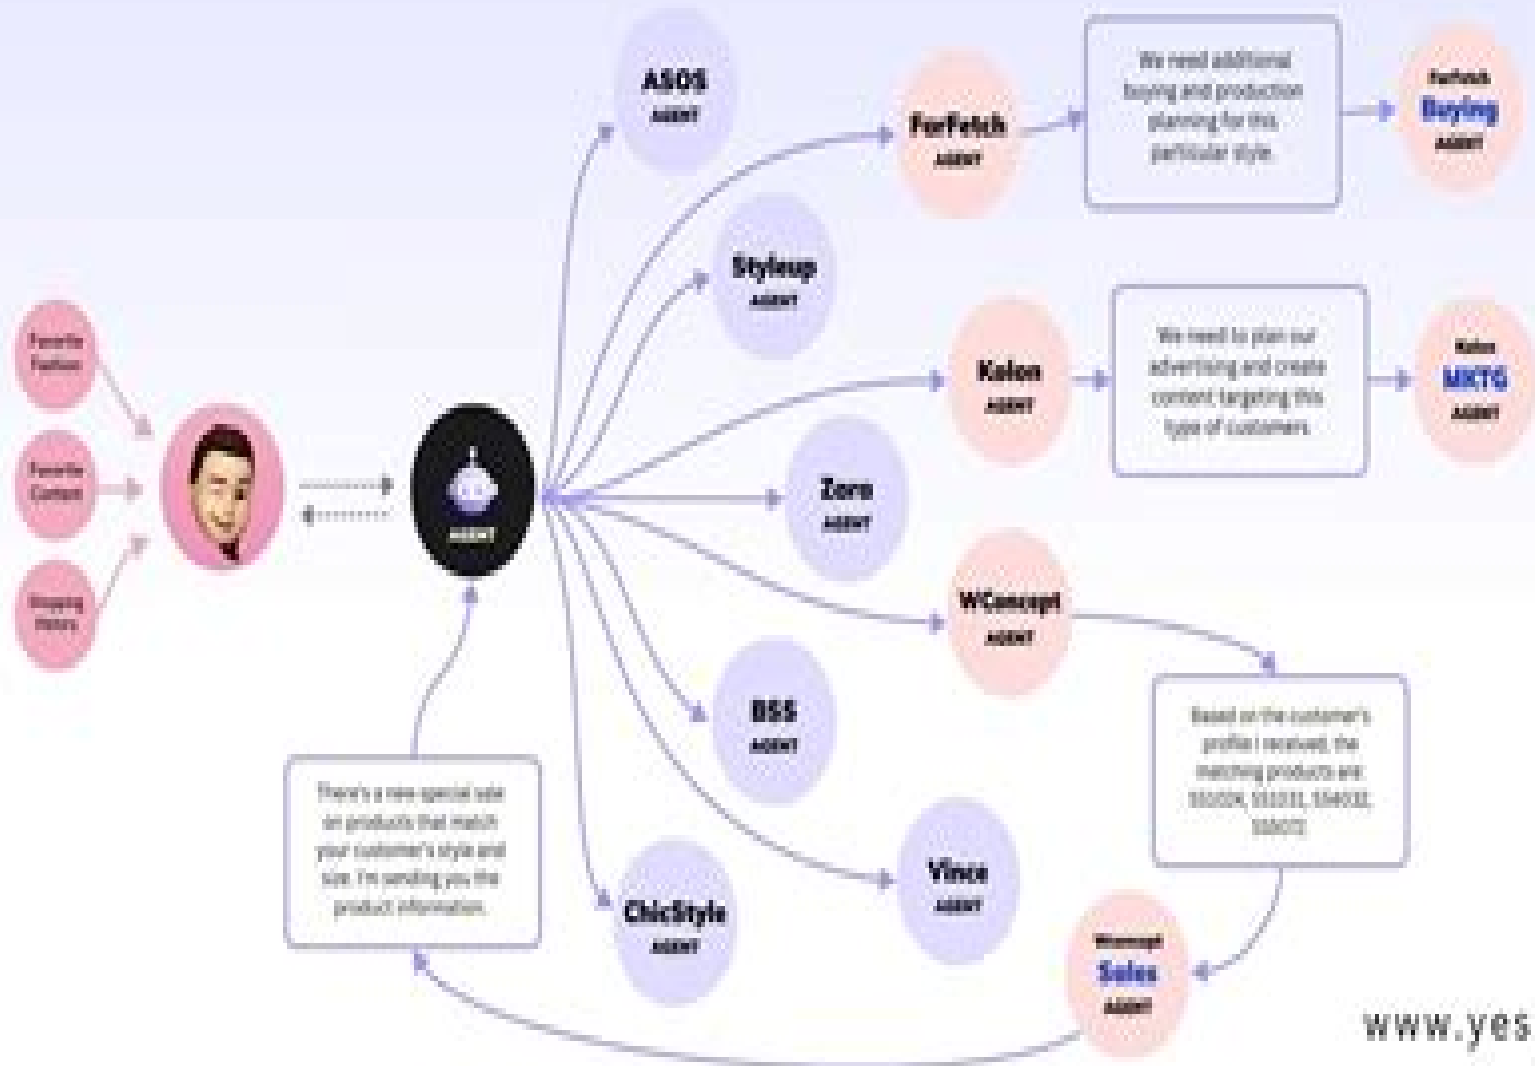 ASOS
AGENT
FarFetch
AGENT
We need additional
buying and production
planning for this
particular style.
FarFetch
Buying
AGENT
Styleup
AGENT
Kolon
AGENT
We need to plan our
advertising and create
content targeting this
type of customers
Kolon
MKTG
AGENT
Favorite
Fashion
Favorite
Content
Shopping
History
AGENT
Zara
AGENT
WConcept
AGENT
BSS
AGENT
Based on the customer's
profile I received, the
matching products are
There's a new special sale
on products that match
your customer's style and
size. I'm sending you the
product information.
Vince
AGENT
ChicStyle
AGENT
Wconcept
Sales
AGENT
www.yes